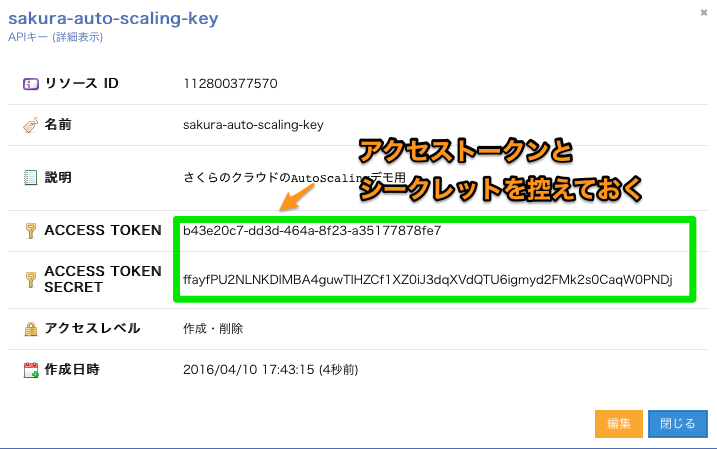 sakura-auto-scaling-key
APIキー (詳細表示)
リソース ID
112800377570
名前
sakura-auto-scaling-key
アクセストークンと
シークレットを控えておく
説明
さくらのクラウドのAutoScalingデモ用
ACCESS TOKEN
b43e20c7-dd3d-464a-8f23-a35177878fe7
ACCESS TOKEN
SECRET
ffayfPU2NLNKDIMBA4guwTIHZCf1XZ0iJ3dqXVdQTU6igmyd2FMk2s0CaqW0PNDj
アクセスレベル
作成・削除
作成日時
2016/04/10 17:43:15 (4秒前)
編集
閉じる